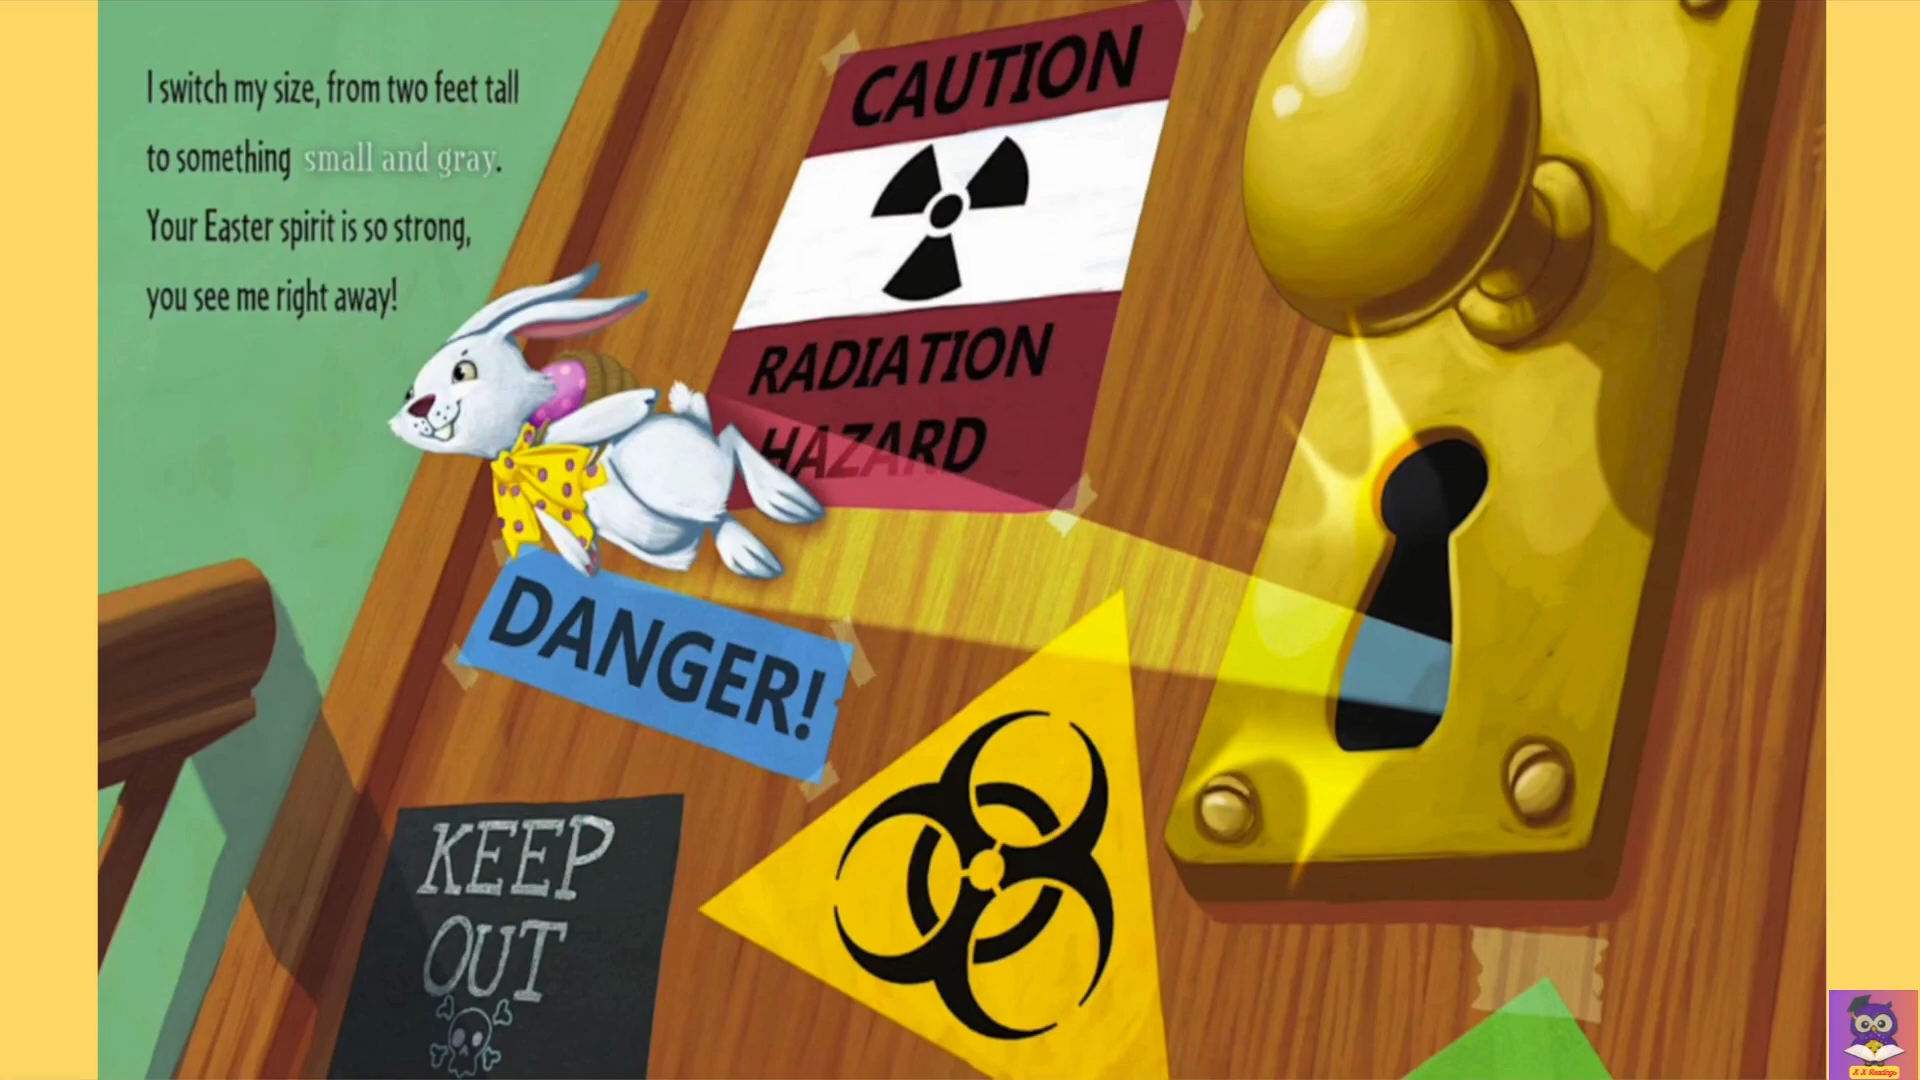 I switch my size, from two feet tall
to something small and gray.
Your Easter spirit is so strong,
you see me right away!
CAUTION
RADIATION
HAZARD
DANGER!
KEEP
OUT
X X Readings